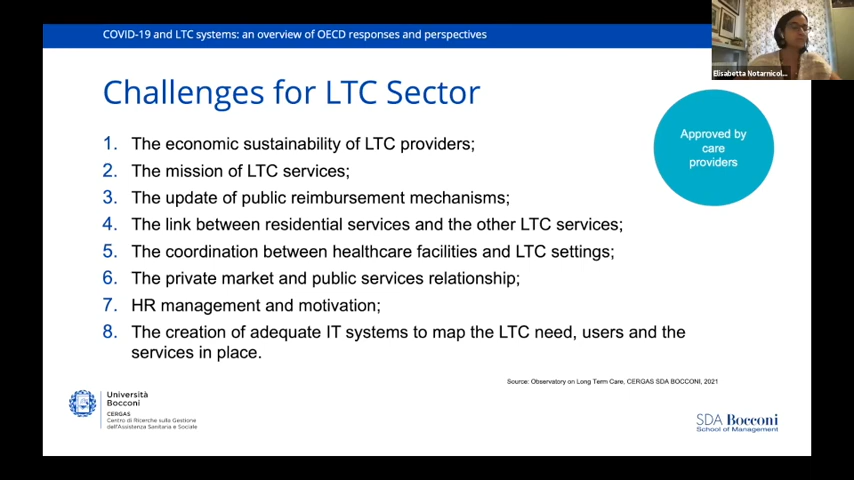 COVID-19 and LTC systems: an overview of OECD responses and perspectives
Elisabetta Notarnicol...
Challenges for LTC Sector
Approved by
care
providers
1. The economic sustainability of LTC providers;
2. The mission of LTC services;
3. The update of public reimbursement mechanisms;
4. The link between residential services and the other LTC services;
5. The coordination between healthcare facilities and LTC settings;
6. The private market and public services relationship;
7. HR management and motivation;
8. The creation of adequate IT systems to map the LTC need, users and the
services in place.
Source: Observatory on Long Term Care, CERGAS SDA BOCCONI, 2021
Università
Bocconi
CERGAS
Centro di Ricerche sulla Gestione
dell'Assistenza Sanitaria e Sociale
SDA Bocconi
School of Management